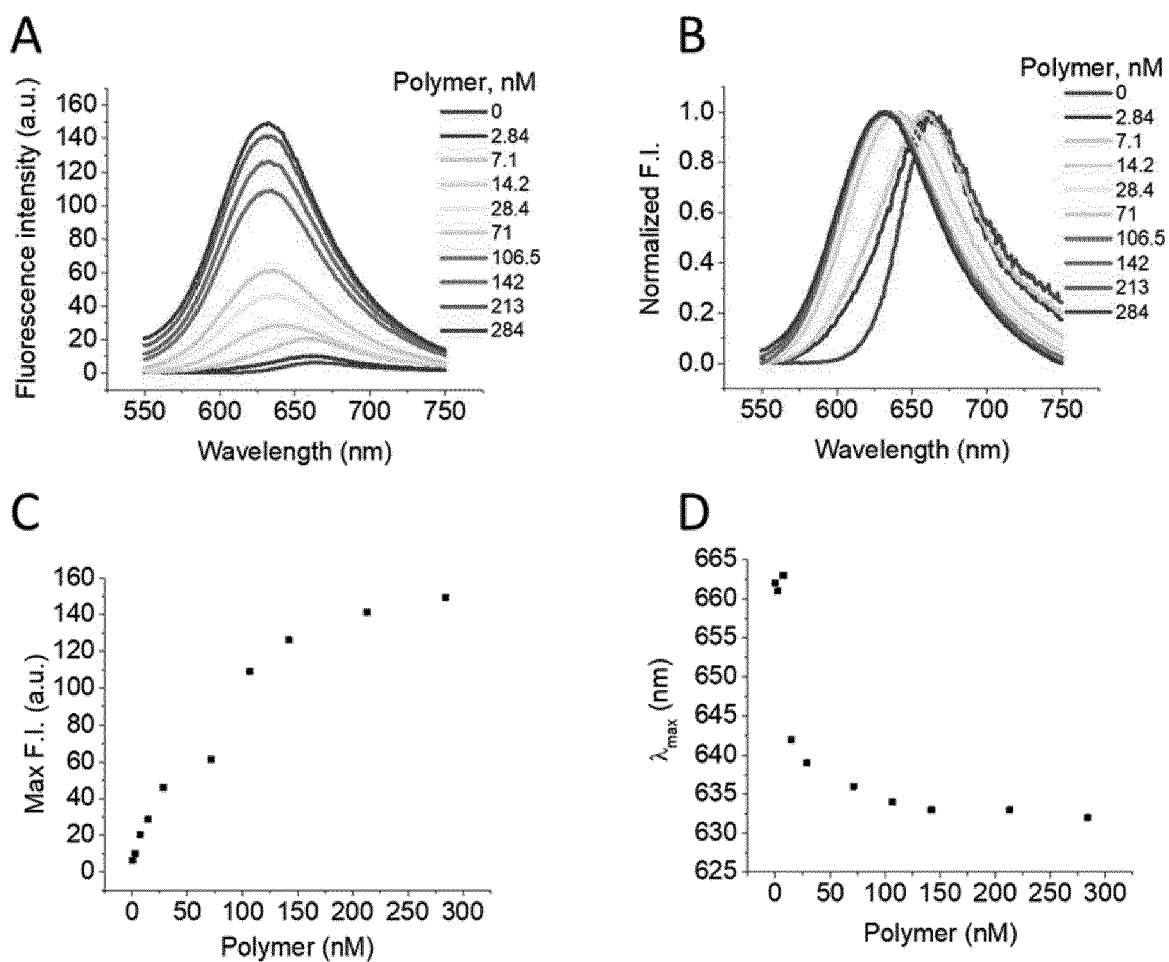 A
Polymer, nM
Fluorescence intensity (a.u.)
160
140
120
100
80
60
40
20
0
550 600 650 700 750
Wavelength (nm)
0
2.84
7.1
14.2
28.4
71
106.5
142
213
284
B
Polymer, nM
Normalized F.I.
1.0
0.8
0.6
0.4
0.2
0.0
550 600 650 700 750
Wavelength (nm)
0
2.84
7.1
14.2
28.4
71
106.5
142
213
284
C
Max F.I. (a.u.)
160
140
120
100
80
60
40
20
0
0 50 100 150 200 250 300
Polymer (nM)
D
λmax (nm)
665
660
655
650
645
640
635
630
625
0 50 100 150 200 250 300
Polymer (nM)